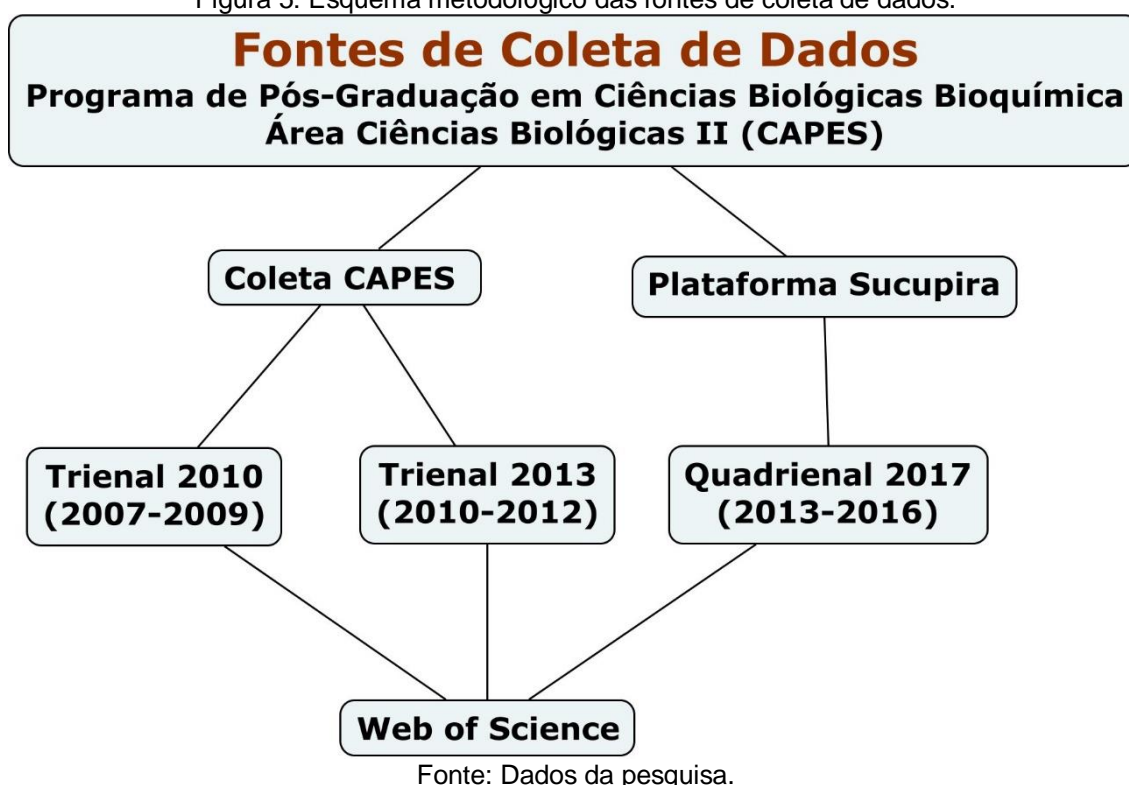 Figura 5: Esquema metodológico das fontes de coleta de dados.
Fontes de Coleta de Dados
Programa de Pós-Graduação em Ciências Biológicas Bioquímica
Área Ciências Biológicas II (CAPES)
Coleta CAPES
Plataforma Sucupira
Trienal 2010
(2007-2009)
Trienal 2013
(2010-2012)
Quadrienal 2017
(2013-2016)
Web of Science
Fonte: Dados da pesquisa.